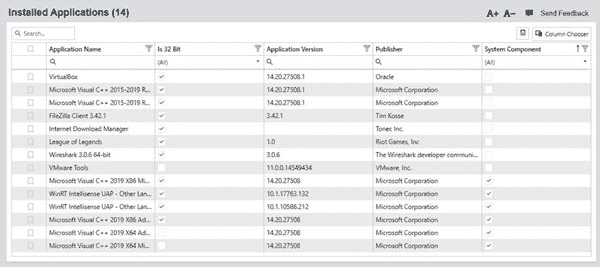 Installed Applications (14)
A+ A− Send Feedback
Search...
Column Chooser
Application Name Is 32 Bit Application Version Publisher System Component
(All) (All)
VirtualBox 14.20.27508.1 Oracle
Microsoft Visual C++ 2015-2019 R... 14.20.27508.1 Microsoft Corporation
Microsoft Visual C++ 2015-2019 R... 14.20.27508.1 Microsoft Corporation
FileZilla Client 3.42.1 3.42.1 Tim Kosse
Internet Download Manager Tonec Inc.
League of Legends 1.0 Riot Games, Inc
Wireshark 3.0.6 64-bit 3.0.6 The Wireshark developer communi...
VMware Tools 11.0.0.14549434 VMware, Inc.
Microsoft Visual C++ 2019 X86 Mi... 14.20.27508 Microsoft Corporation
WinRT Intellisense UAP - Other Lan... 10.1.17763.132 Microsoft Corporation
WinRT Intellisense UAP - Other Lan... 10.1.10586.212 Microsoft Corporation
Microsoft Visual C++ 2019 X86 Ad... 14.20.27508 Microsoft Corporation
Microsoft Visual C++ 2019 X64 Ad... 14.20.27508 Microsoft Corporation
Microsoft Visual C++ 2019 X64 Mi... 14.20.27508 Microsoft Corporation